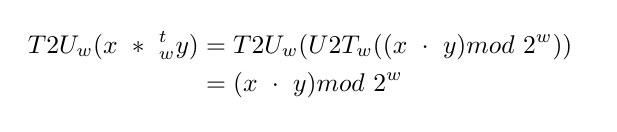 T2U_w(x * ^t_w y) = T2U_w(U2T_w((x · y)mod 2^w))
= (x · y)mod 2^w